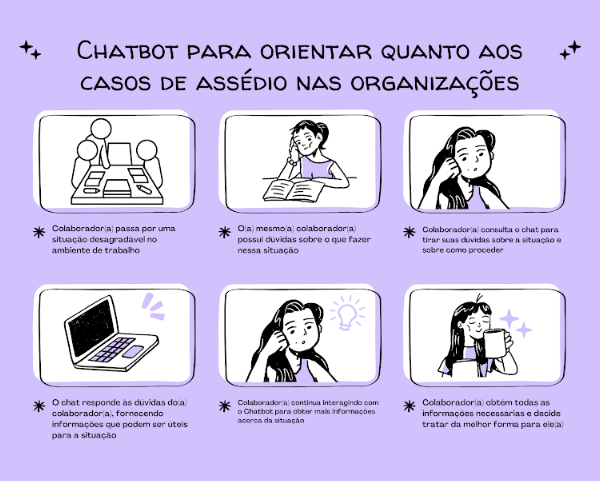 Chatbot para orientar quanto aos
casos de assédio nas organizações
Colaborador(a) passa por uma
situação desagradável no
ambiente de trabalho
O(a) mesmo(a) colaborador(a)
possui dúvidas sobre o que fazer
nessa situação
Colaborador(a) consulta o chat para
tirar suas dúvidas sobre a situação e
sobre como proceder
O chat responde às dúvidas do(a)
colaborador(a), fornecendo
informações que podem ser uteis
para a situação
Colaborador(a) continua interagindo com
o Chatbot para obter mais informações
acerca da situação
Colaborador(a) obtém todas as
informações necessárias e decide
tratar da melhor forma para ele(a)